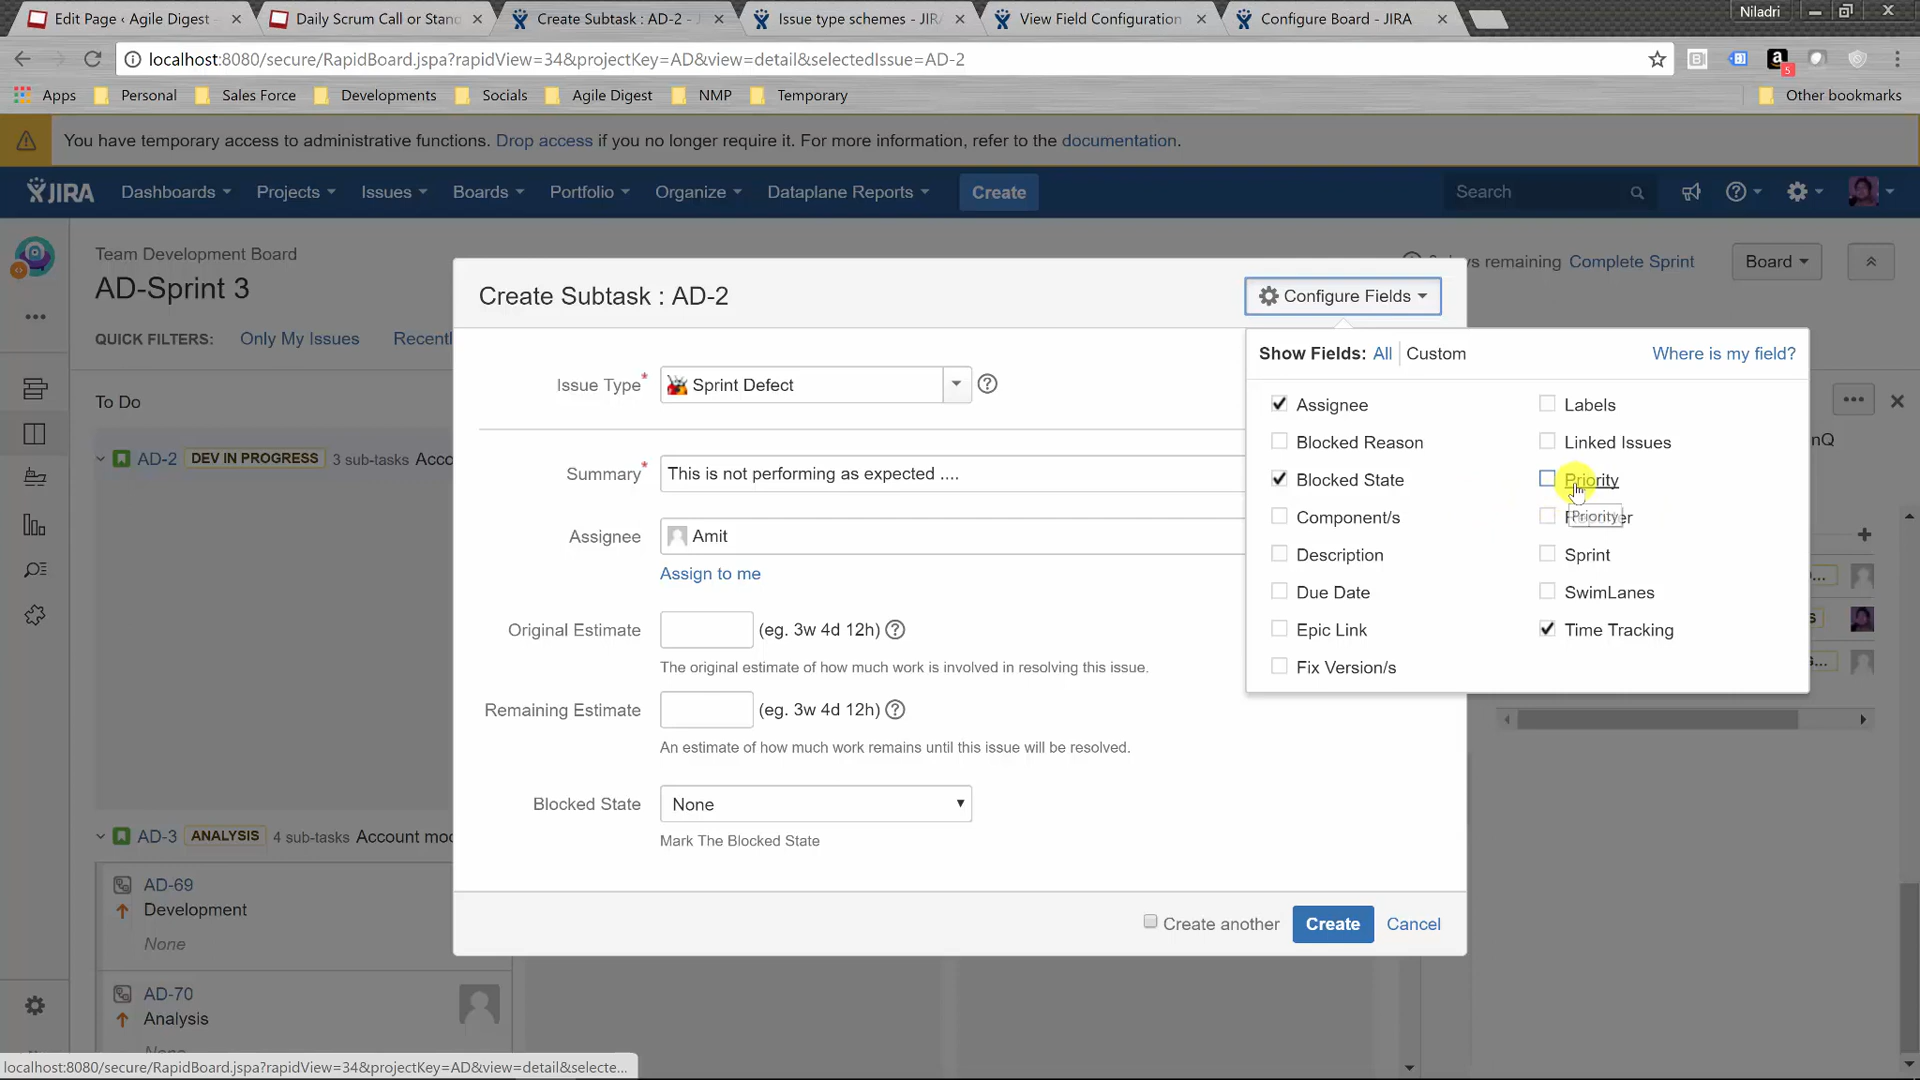 Edit Page ‹ Agile Digest
Daily Scrum Call or Stand
Create Subtask : AD-2 -
Issue type schemes - JIR
View Field Configuration
Configure Board - JIRA
Niladri
localhost:8080/secure/RapidBoard.jspa?rapidView=34&projectKey=AD&view=detail&selectedIssue=AD-2
5
Apps
Personal
Sales Force
Developments
Socials
Agile Digest
NMP
Temporary
Other bookmarks
You have temporary access to administrative functions. Drop access if you no longer require it. For more information, refer to the documentation.
JIRA
Dashboards
Projects
Issues
Boards
Portfolio
Organize
Dataplane Reports
Create
Search
Team Development Board
AD-Sprint 3
days remaining
Complete Sprint
Board
QUICK FILTERS:
Only My Issues
Recent
To Do
AD-2 DEV IN PROGRESS 3 sub-tasks Acco
Create Subtask : AD-2
Configure Fields
Show Fields: All Custom
Where is my field?
Issue Type* Sprint Defect
Summary* This is not performing as expected ....
Assignee Amit
Assign to me
Original Estimate (eg. 3w 4d 12h)
The original estimate of how much work is involved in resolving this issue.
Remaining Estimate (eg. 3w 4d 12h)
An estimate of how much work remains until this issue will be resolved.
Blocked State None
Mark The Blocked State
Create another
Create
Cancel
Assignee
Blocked Reason
Blocked State
Component/s
Description
Due Date
Epic Link
Fix Version/s
Labels
Linked Issues
Priority
Priority
Sprint
SwimLanes
Time Tracking
AD-3 ANALYSIS 4 sub-tasks Account mod
AD-69
Development
None
AD-70
Analysis
localhost:8080/secure/RapidBoard.jspa?rapidView=34&projectKey=AD&view=detail&selecte...